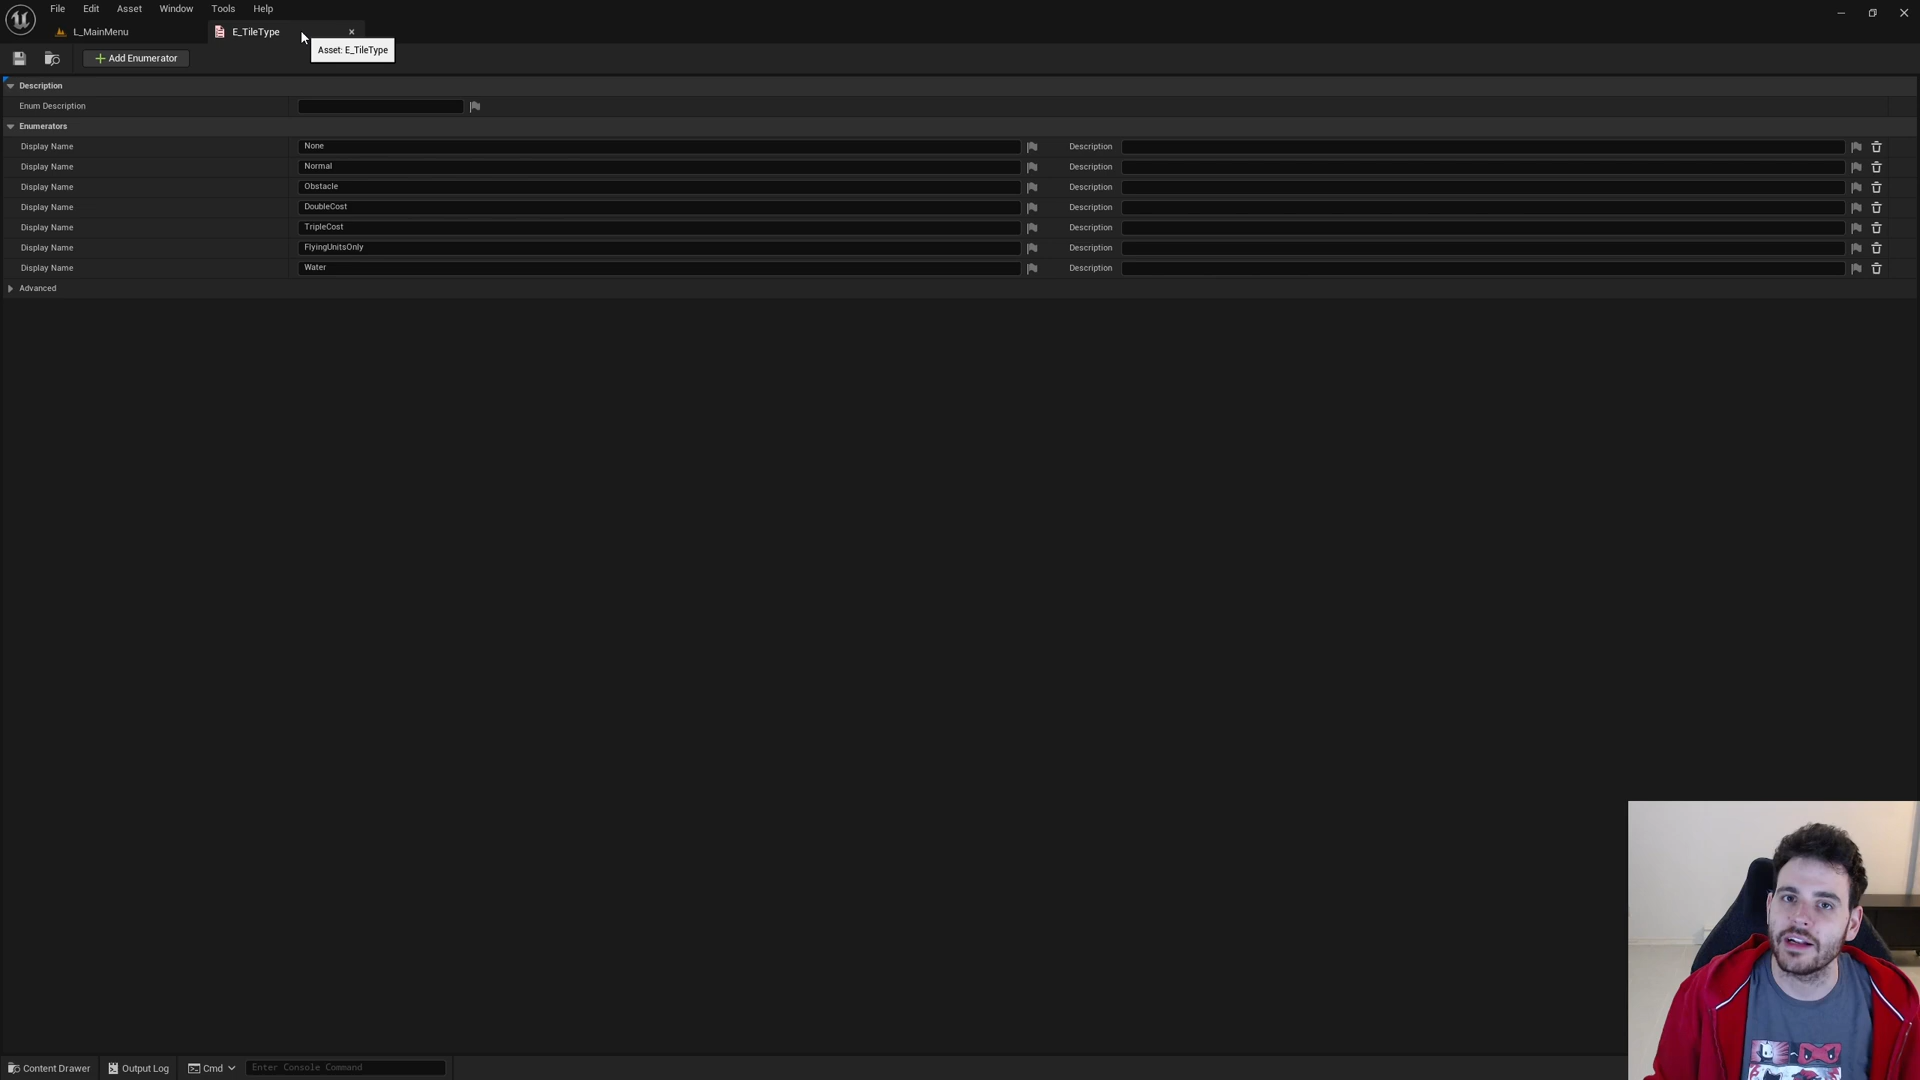 File Edit Asset Window Tools Help
L_MainMenu E_TileType
Asset: E_TileType
Add Enumerator
Description
Enum Description
Enumerators
Display Name None Description
Display Name Normal Description
Display Name Obstacle Description
Display Name DoubleCost Description
Display Name TripleCost Description
Display Name FlyingUnitsOnly Description
Display Name Water Description
Advanced
Content Drawer Output Log Cmd Enter Console Command